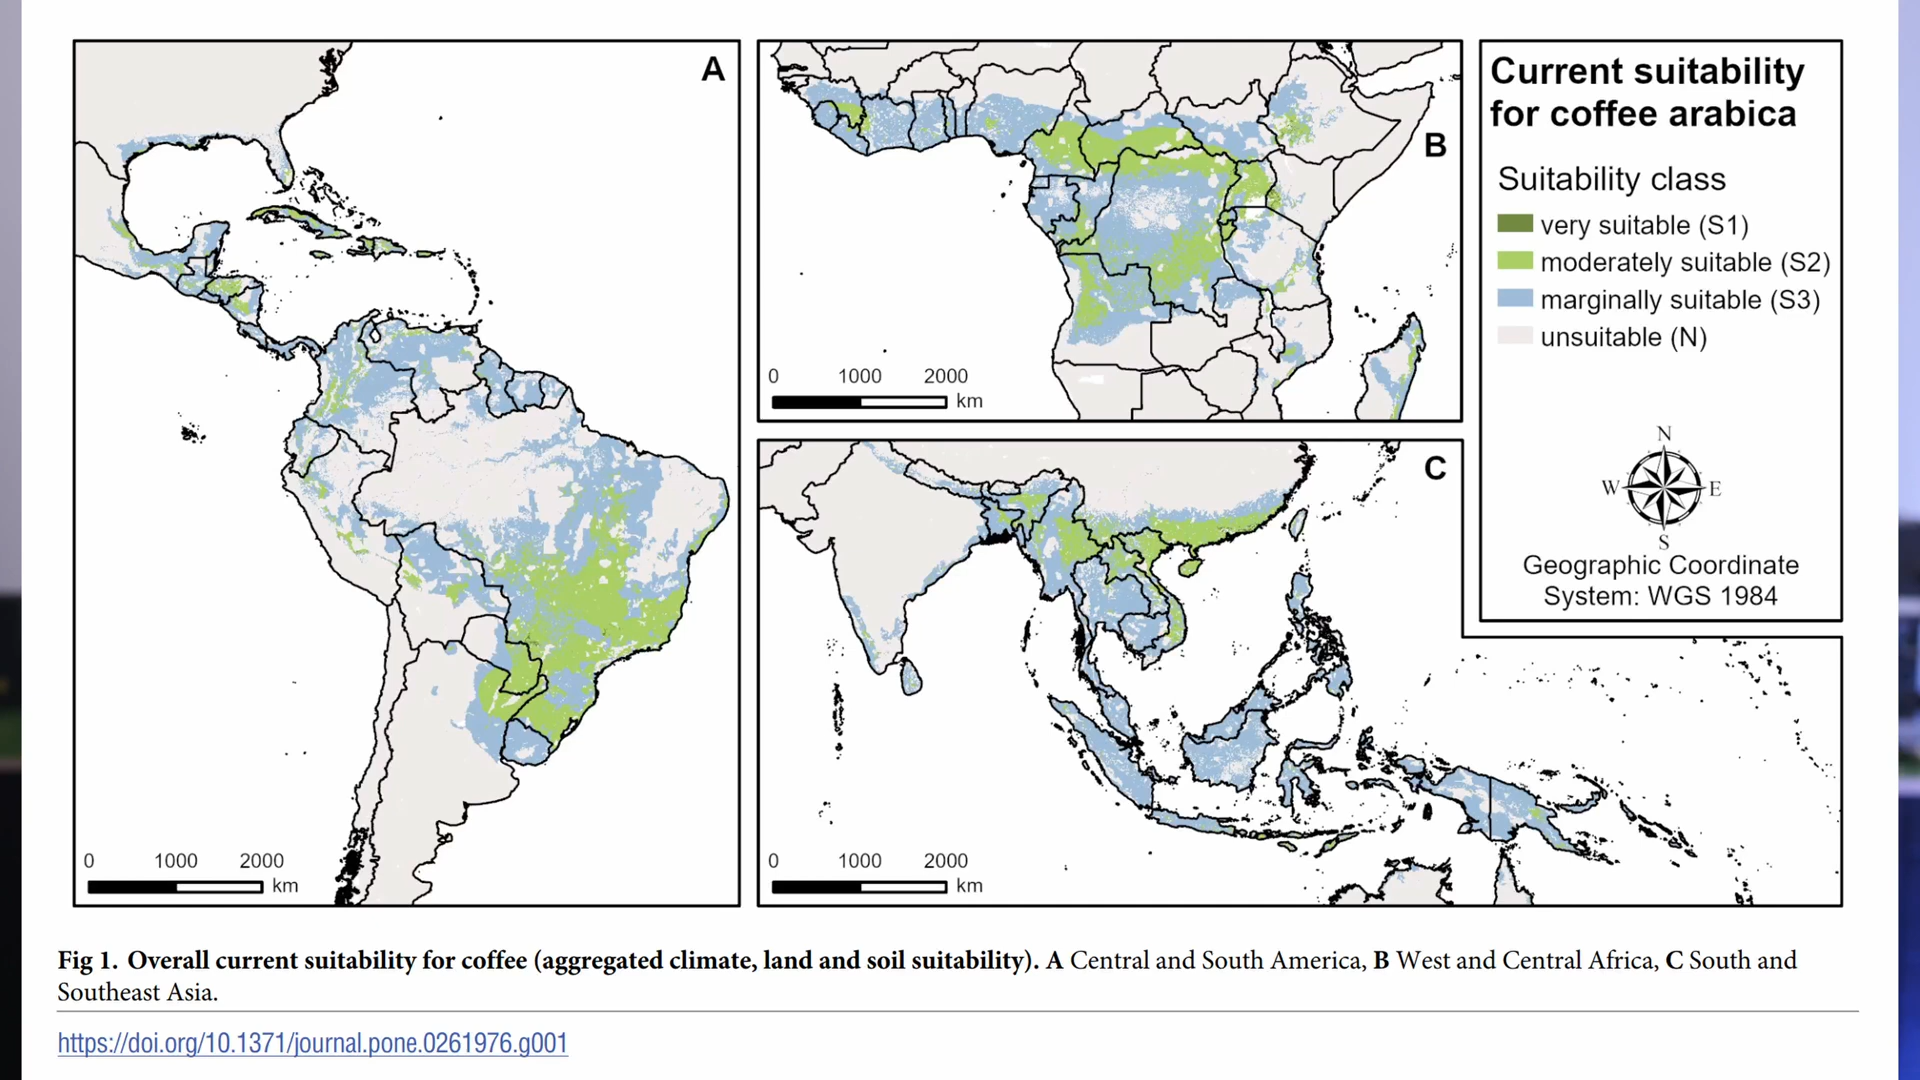 A
0 1000 2000
km
B
0 1000 2000
km
C
0 1000 2000
km
Current suitability
for coffee arabica
Suitability class
very suitable (S1)
moderately suitable (S2)
marginally suitable (S3)
unsuitable (N)
N
W E
S
Geographic Coordinate
System: WGS 1984
Fig 1. Overall current suitability for coffee (aggregated climate, land and soil suitability). A Central and South America, B West and Central Africa, C South and
Southeast Asia.
https://doi.org/10.1371/journal.pone.0261976.g001